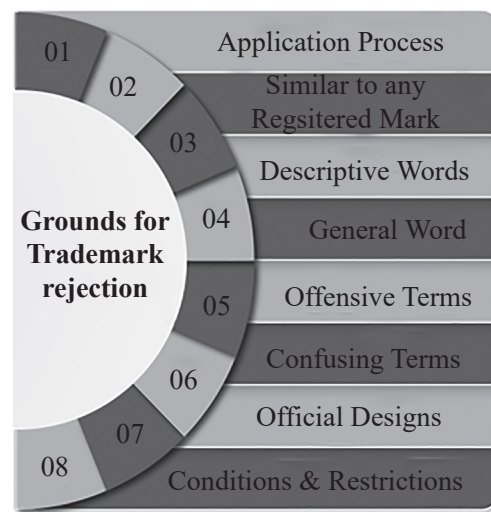 Grounds for
Trademark
rejection
01
Application Process
02
Similar to any
Regsitered Mark
03
Descriptive Words
04
General Word
05
Offensive Terms
06
Confusing Terms
07
Official Designs
08
Conditions & Restrictions